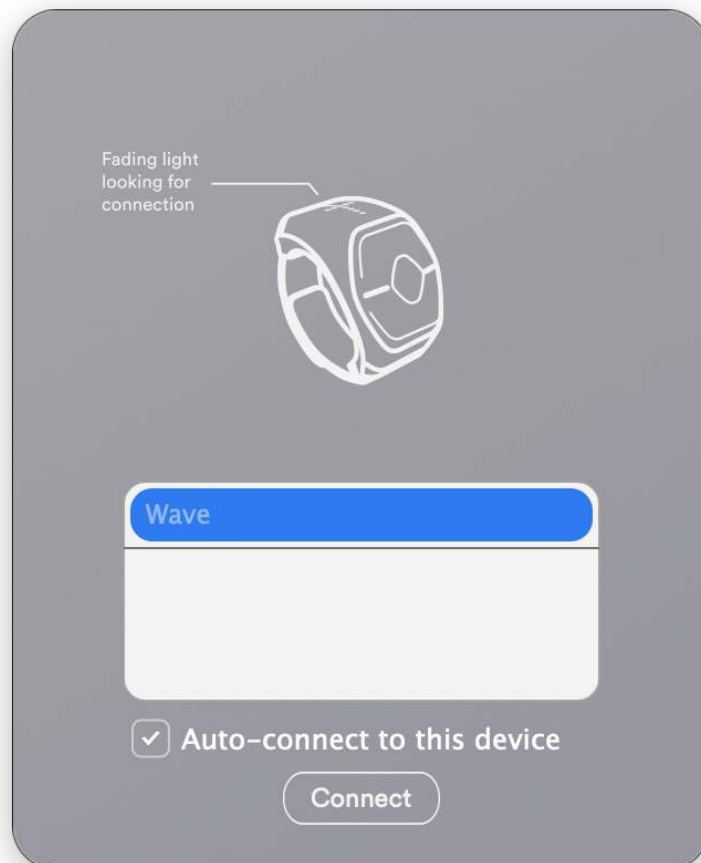 Fading light
looking for
connection
Wave
Auto-connect to this device
Connect